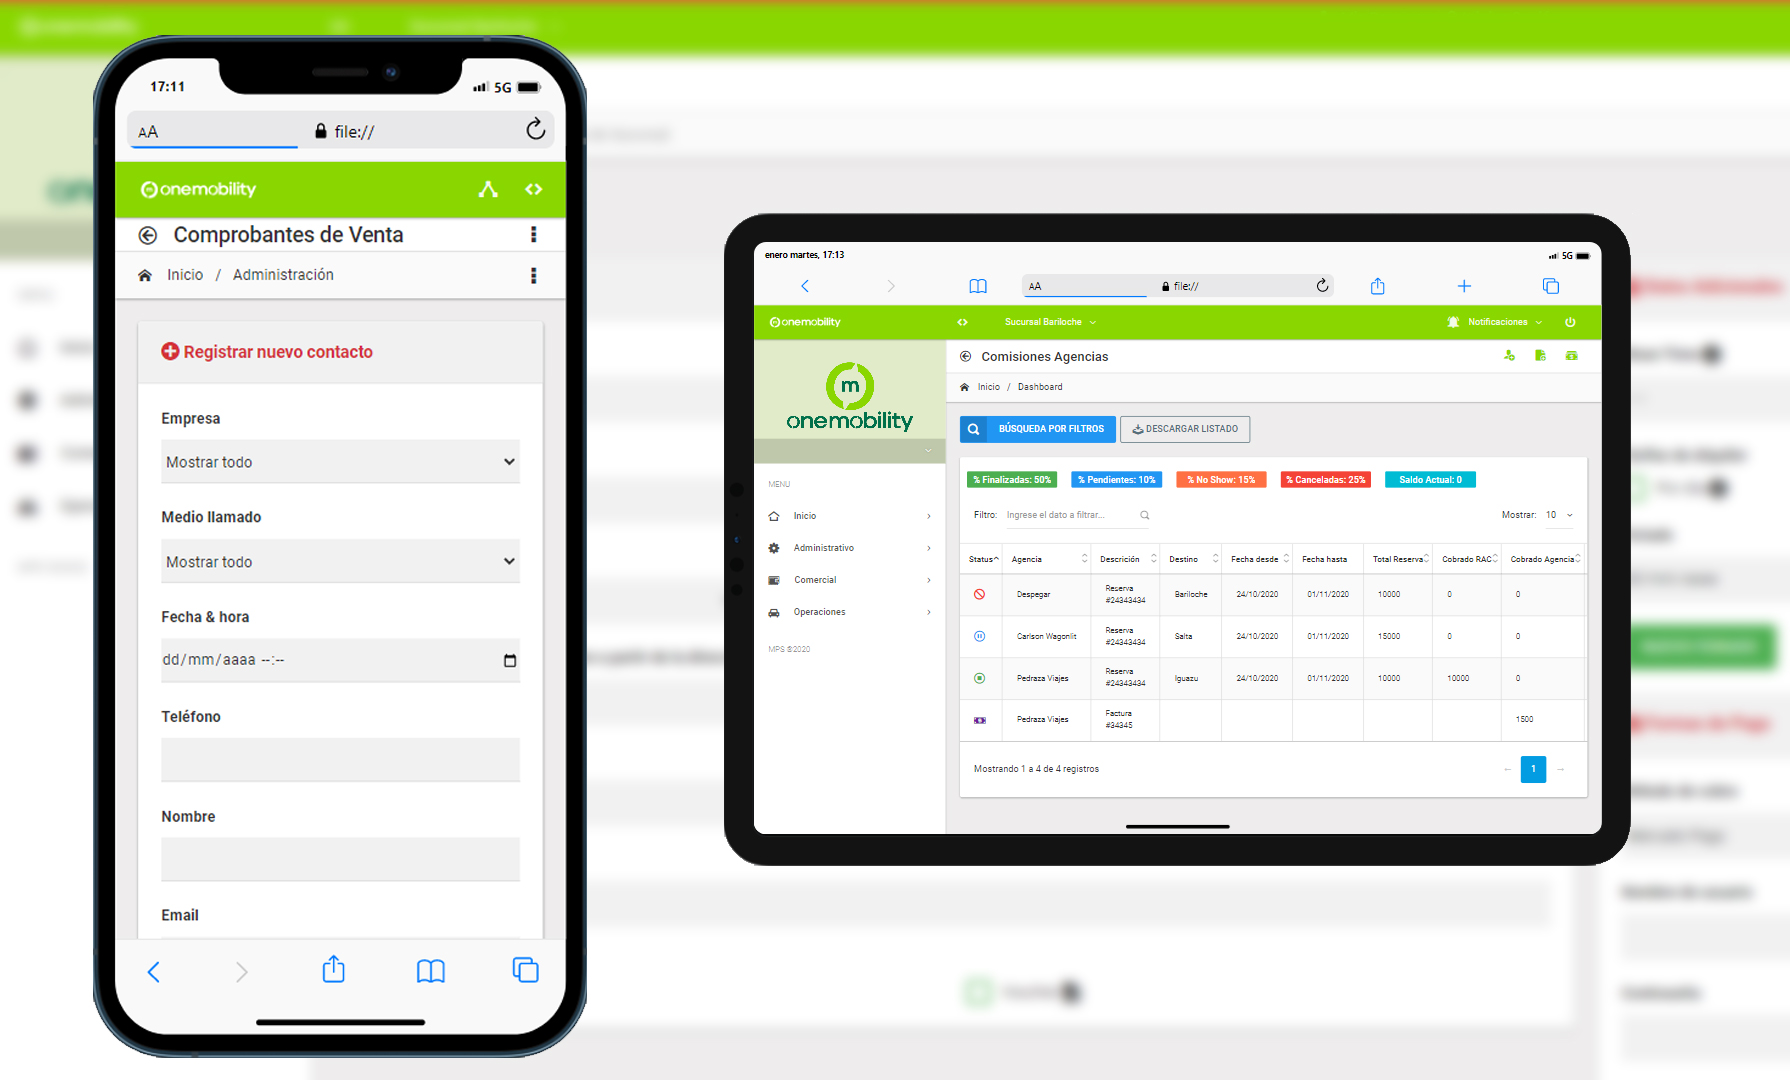 17:11
5G
AA
file://
onemobility
Comprobantes de Venta
Inicio / Administración
Registrar nuevo contacto
Empresa
Mostrar todo
Medio llamado
Mostrar todo
Fecha & hora
dd/mm/aaaa --:--
Teléfono
Nombre
Email
enero martes, 17:13
5G
AA
file://
onemobility
Sucursal Bariloche
Notificaciones
m
onemobility
MENU
Inicio
Administrativo
Comercial
Operaciones
MPS @2020
Comisiones Agencias
Inicio / Dashboard
BÚSQUEDA POR FILTROS
DESCARGAR LISTADO
% Finalizadas: 50%
% Pendientes: 10%
% No Show: 15%
% Canceladas: 25%
Saldo Actual: 0
Filtro: Ingrese el dato a filtrar...
Mostrar: 10
Status Agencia Descrición Destino Fecha desde Fecha hasta Total Reserva Cobrado RAC Cobrado Agencia
Despegar Reserva #24343434 Bariloche 24/10/2020 01/11/2020 10000 0 0
Carlson Wagonlit Reserva #24343434 Salta 24/10/2020 01/11/2020 15000 0 0
Pedraza Viajes Reserva #24343434 Iguazu 24/10/2020 01/11/2020 10000 10000 0
Pedraza Viajes Factura #34345 1500
Mostrando 1 a 4 de 4 registros
← 1 →